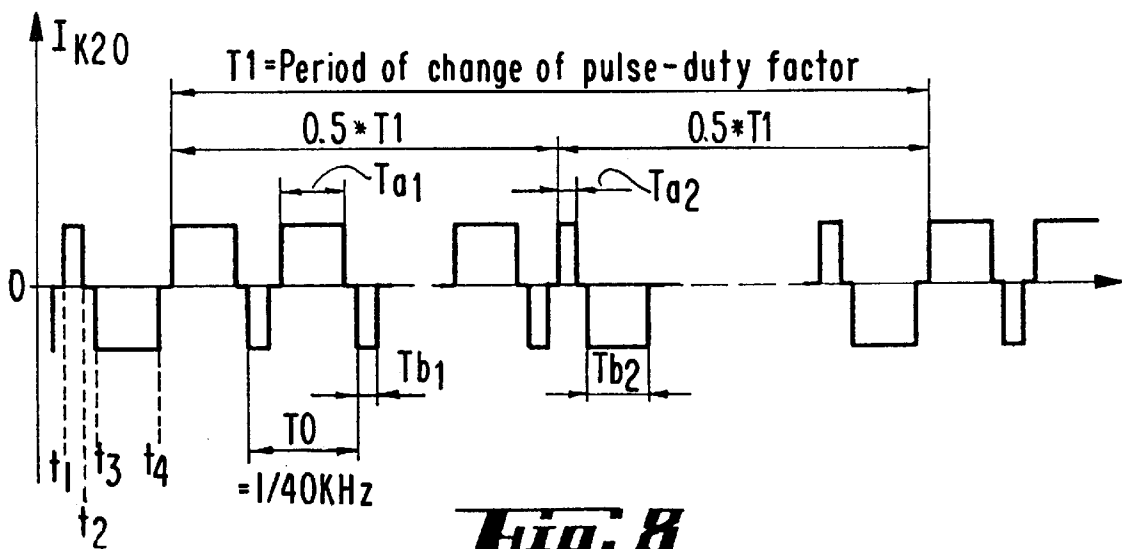 IK20
T1=Period of change of pulse-duty factor
0.5*T1
0.5*T1
Ta1
Ta2
0
Tb1
Tb2
t1
t2
t3
t4
T0
=1/40KHz
Fig. 8